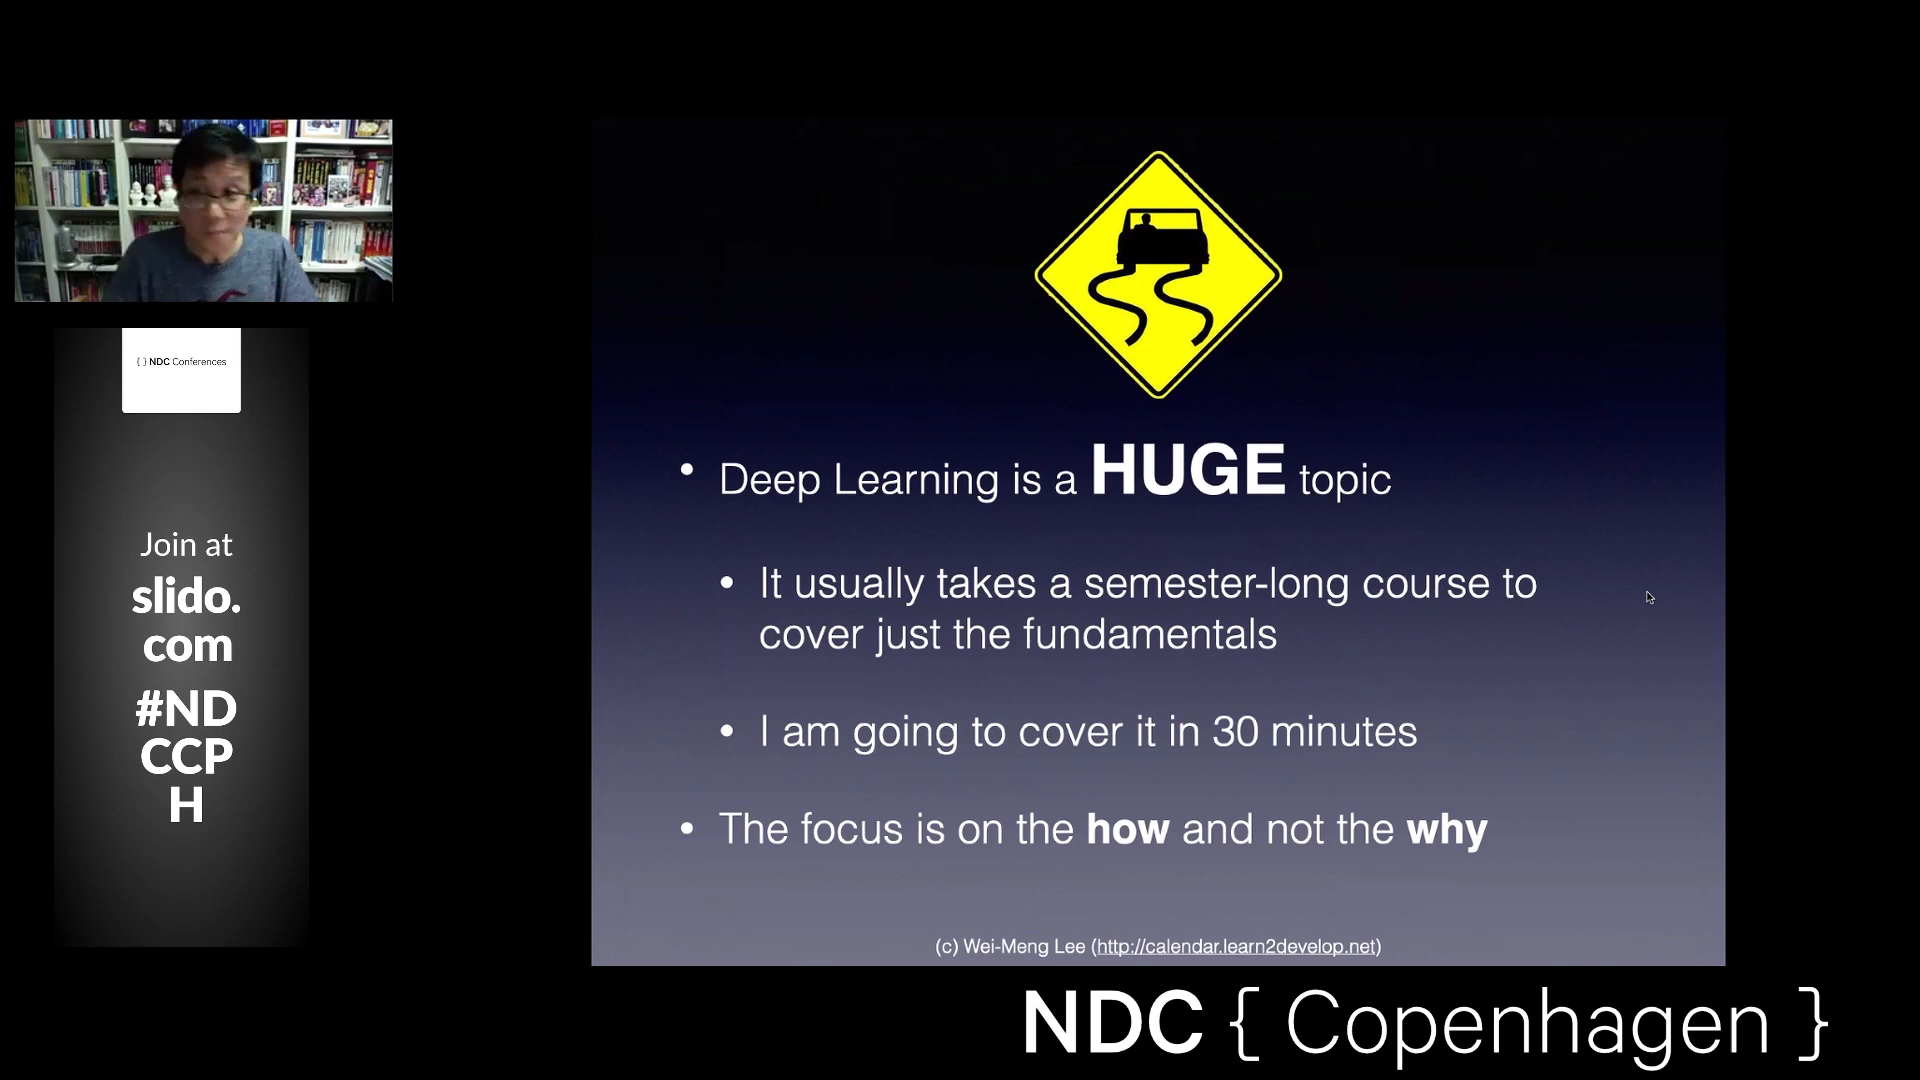 { } NDC Conferences
Join at
slido.
com
#ND
CCP
H
• Deep Learning is a HUGE topic
• It usually takes a semester-long course to
cover just the fundamentals
• I am going to cover it in 30 minutes
• The focus is on the how and not the why
(c) Wei-Meng Lee (http://calendar.learn2develop.net)
NDC { Copenhagen }